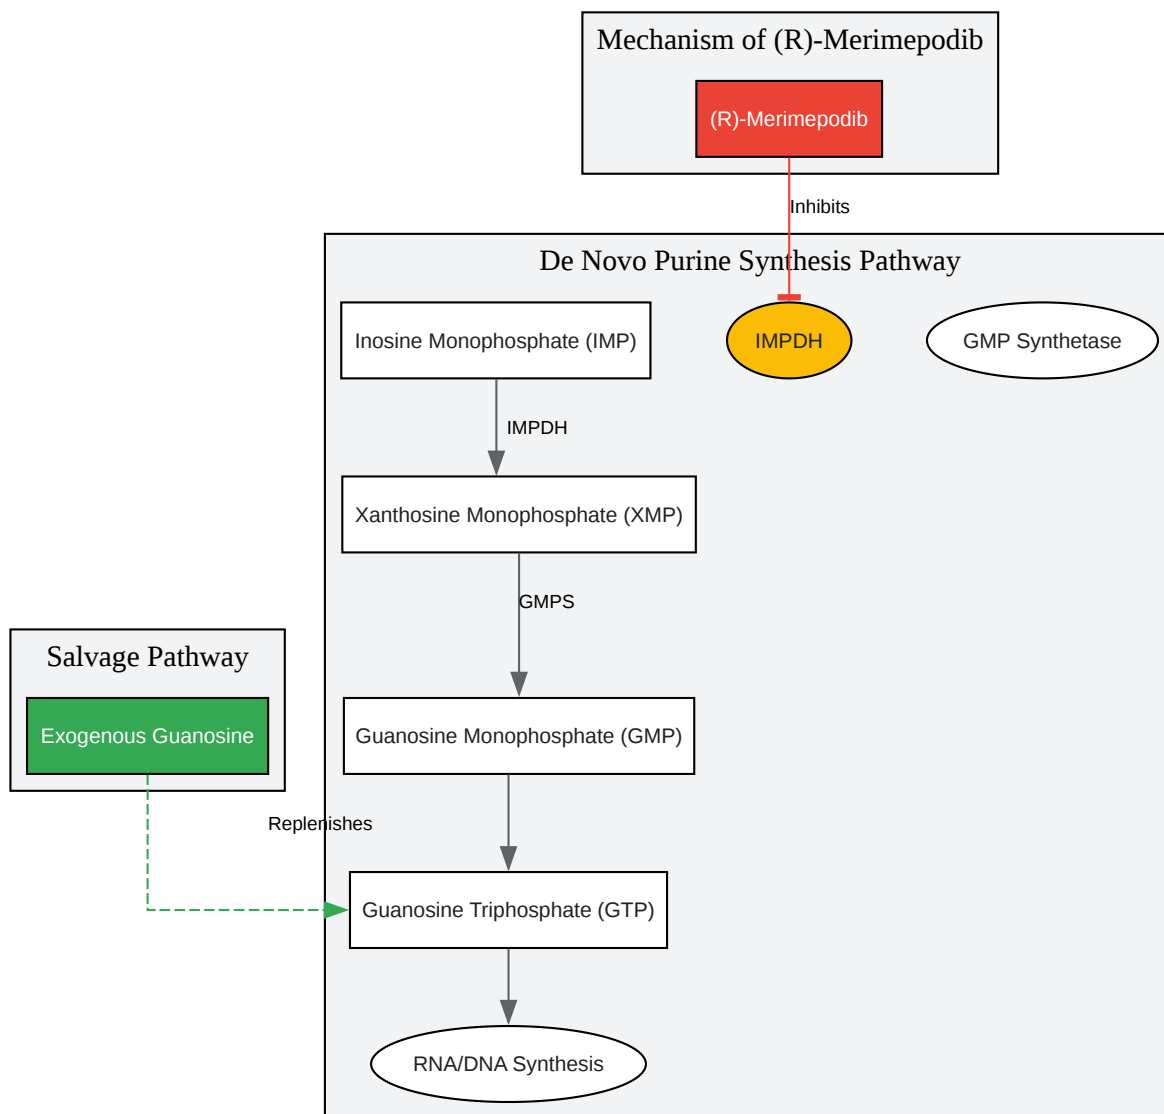 Mechanism of (R)-Merimepodib
(R)-Merimepodib
Inhibits
De Novo Purine Synthesis Pathway
Inosine Monophosphate (IMP)
IMPDH
GMP Synthetase
IMPDH
Xanthosine Monophosphate (XMP)
GMPS
Salvage Pathway
Exogenous Guanosine
Guanosine Monophosphate (GMP)
Replenishes
Guanosine Triphosphate (GTP)
RNA/DNA Synthesis